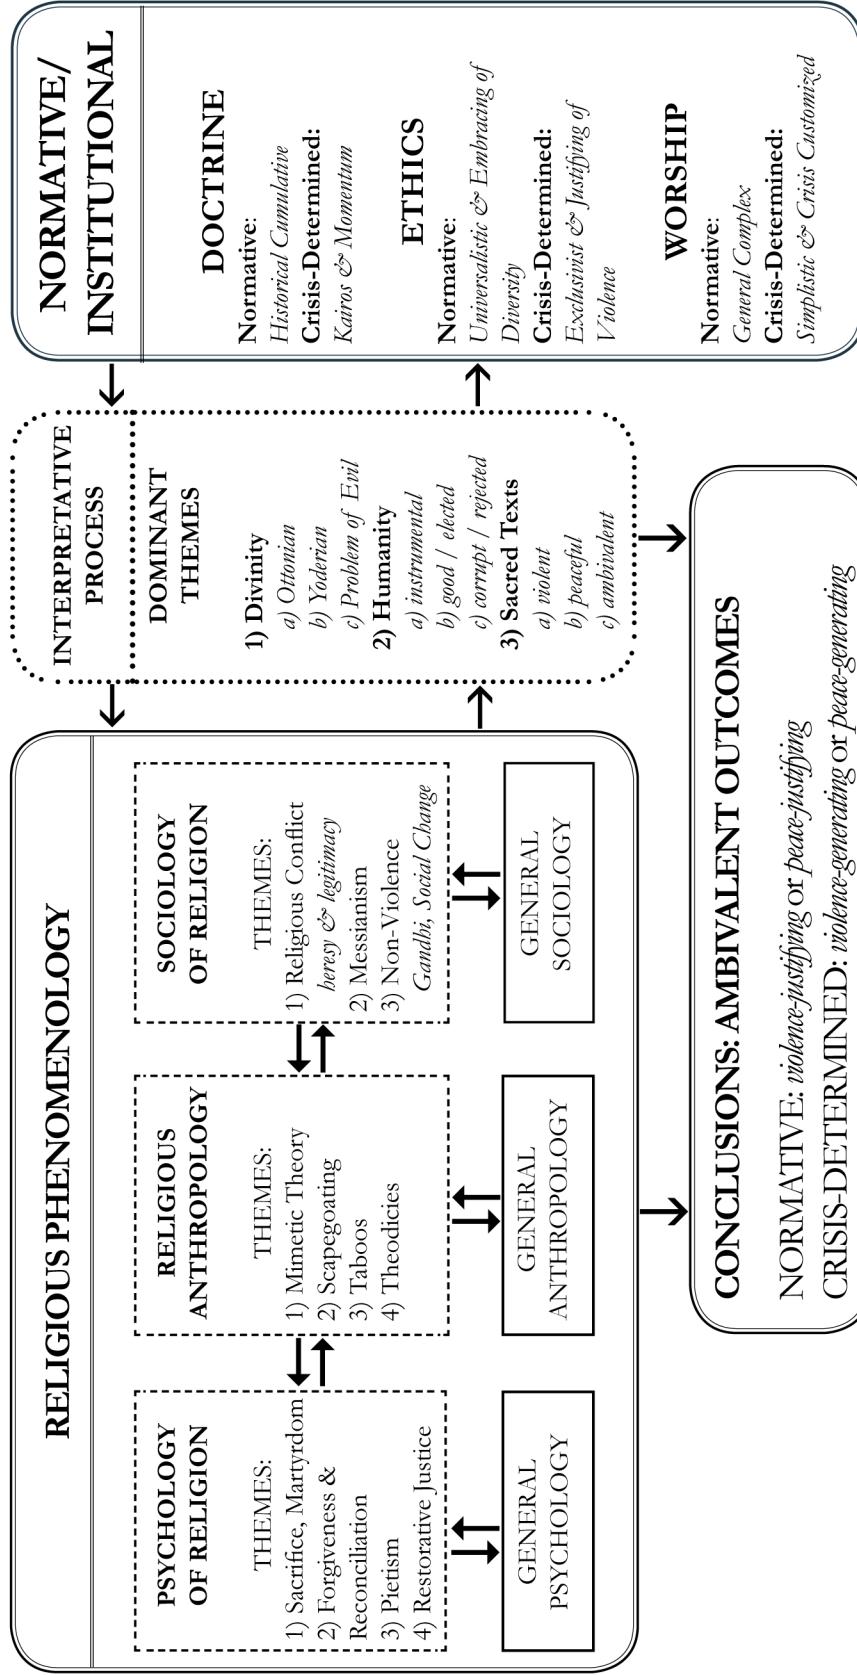 RELIGIOUS PHENOMENOLOGY
PSYCHOLOGY
OF RELIGION
THEMES:
1) Sacrifice, Martyrdom
2) Forgiveness &
Reconciliation
3) Pietism
4) Restorative Justice
GENERAL
PSYCHOLOGY
RELIGIOUS
ANTHROPOLOGY
THEMES:
1) Mimetic Theory
2) Scapegoating
3) Taboos
4) Theodicies
GENERAL
ANTHROPOLOGY
SOCIOLOGY
OF RELIGION
THEMES:
1) Religious Conflict
heresy & legitimacy
2) Messianism
3) Non-Violence
Gandhi, Social Change
GENERAL
SOCIOLOGY
INTERPRETATIVE
PROCESS
DOMINANT
THEMES
1) Divinity
a) Ottonian
b) Yoderian
c) Problem of Evil
2) Humanity
a) instrumental
b) good / elected
c) corrupt / rejected
3) Sacred Texts
a) violent
b) peaceful
c) ambivalent
NORMATIVE/
INSTITUTIONAL
DOCTRINE
Normative:
Historical Cumulative
Crisis-Determined:
Kairos & Momentum
ETHICS
Normative:
Universalistic & Embracing of
Diversity
Crisis-Determined:
Exclusivist & Justifying of
Violence
WORSHIP
Normative:
General Complex
Crisis-Determined:
Simplistic & Crisis Customized
CONCLUSIONS: AMBIVALENT OUTCOMES
NORMATIVE: violence-justifying or peace-justifying
CRISIS-DETERMINED: violence-generating or peace-generating